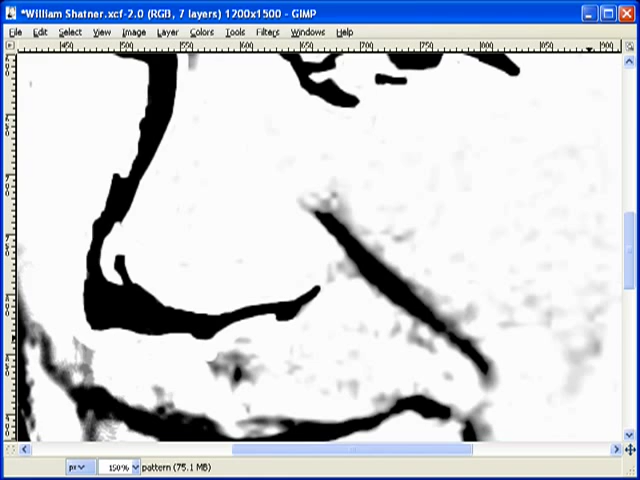 *William Shatner.xcf-2.0 (RGB, 7 layers) 1200x1500 – GIMP
File Edit Select View Image Layer Colors Tools Filters Windows Help
450 500 550 600 650 700 750 800 850 900
px 150% pattern (75.1 MB)